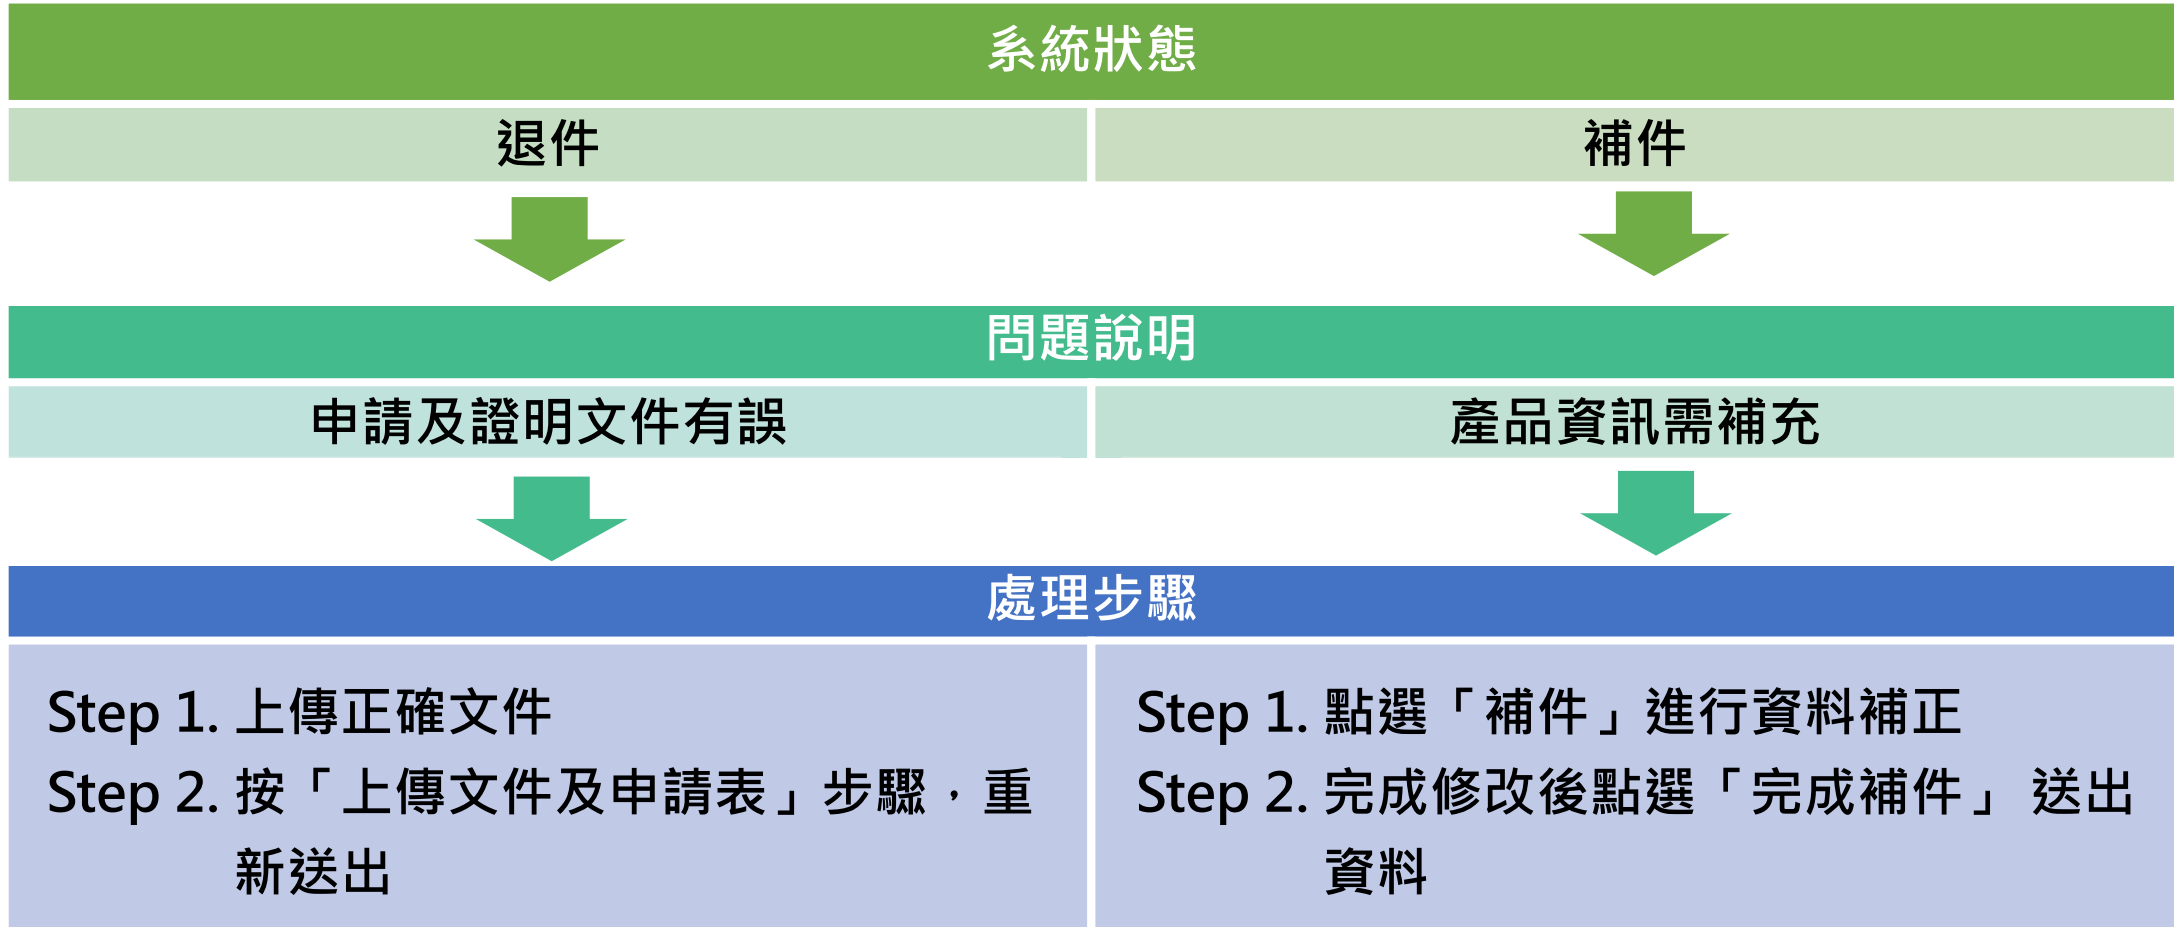 系統狀態
退件
補件
問題說明
申請及證明文件有誤
產品資訊需補充
處理步驟
Step 1. 上傳正確文件
Step 2. 按「上傳文件及申請表」步驟，重
新送出
Step 1. 點選「補件」進行資料補正
Step 2. 完成修改後點選「完成補件」 送出
資料